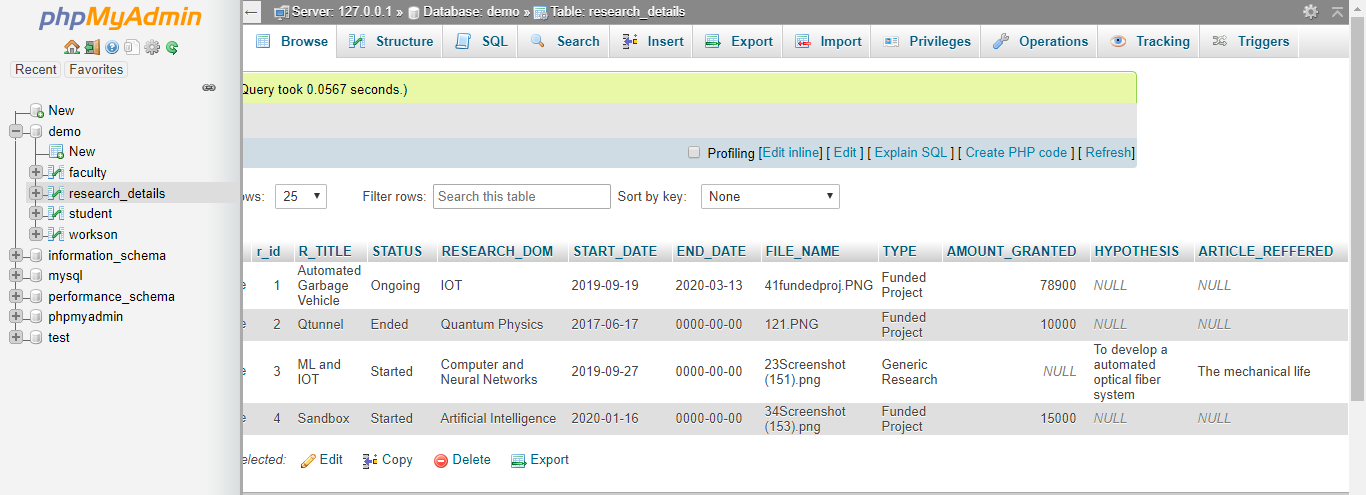 phpMyAdmin
Recent Favorites
New
demo
New
faculty
research_details
student
workson
information_schema
mysql
performance_schema
phpmyadmin
test
Server: 127.0.0.1 » Database: demo » Table: research_details
Browse Structure SQL Search Insert Export Import Privileges Operations Tracking Triggers
Query took 0.0567 seconds.)
Profiling [Edit inline] [ Edit ] [ Explain SQL ] [ Create PHP code ] [ Refresh]
ows: 25 Filter rows: Search this table Sort by key: None
r_id R_TITLE STATUS RESEARCH_DOM START_DATE END_DATE FILE_NAME TYPE AMOUNT_GRANTED HYPOTHESIS ARTICLE_REFFERED
1 Automated Garbage Vehicle Ongoing IOT 2019-09-19 2020-03-13 41fundedproj.PNG Funded Project 78900 NULL NULL
2 Qtunnel Ended Quantum Physics 2017-06-17 0000-00-00 121.PNG Funded Project 10000 NULL NULL
3 ML and IOT Started Computer and Neural Networks 2019-09-27 0000-00-00 23Screenshot (151).png Generic Research NULL To develop a automated optical fiber system The mechanical life
4 Sandbox Started Artificial Intelligence 2020-01-16 0000-00-00 34Screenshot (153).png Funded Project 15000 NULL NULL
elected: Edit Copy Delete Export